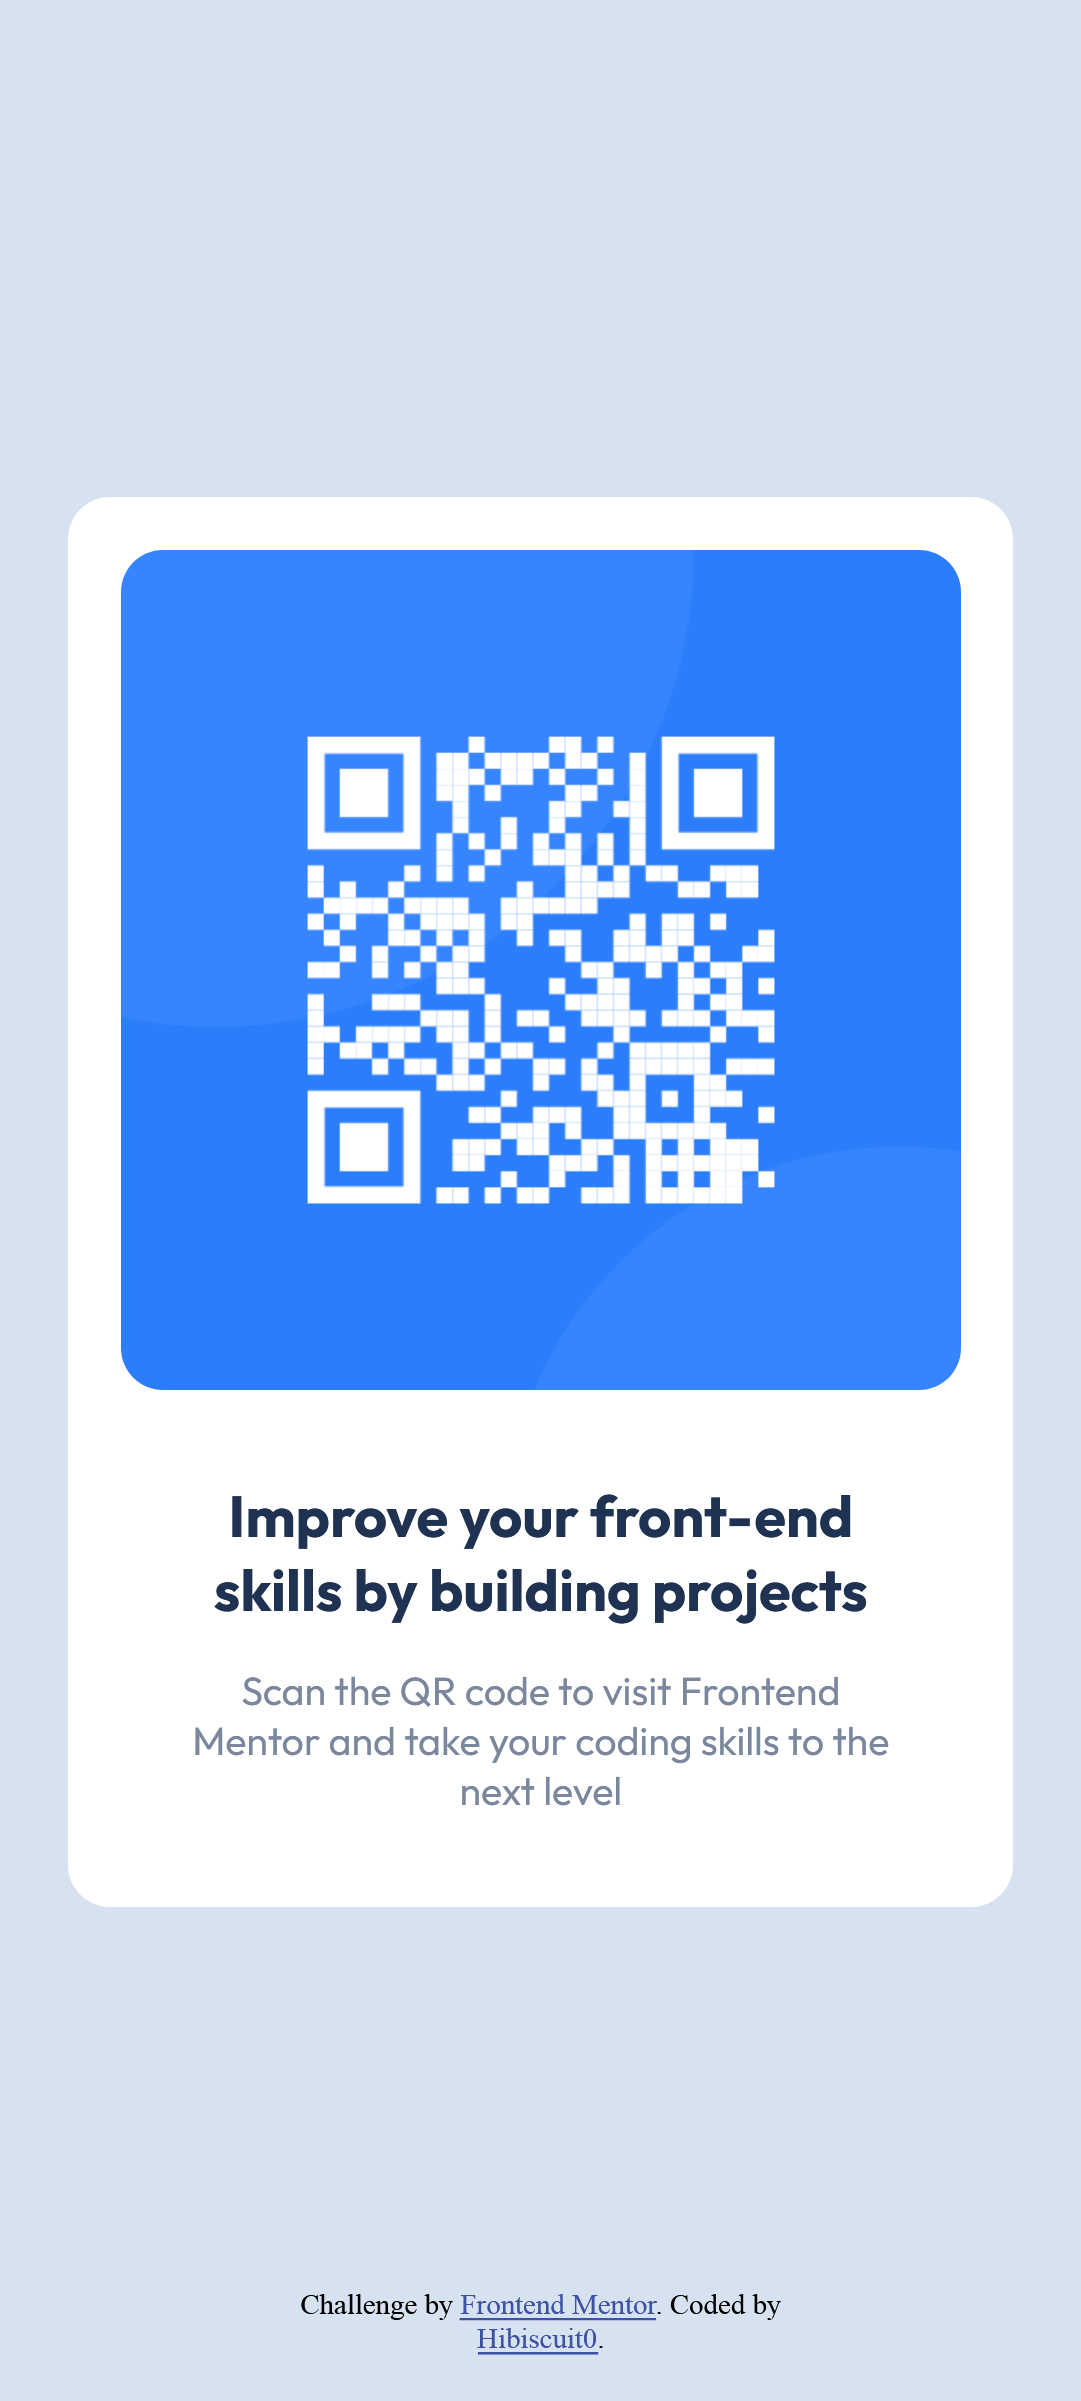 Improve your front-end
skills by building projects
Scan the QR code to visit Frontend
Mentor and take your coding skills to the
next level
Challenge by Frontend Mentor. Coded by
Hibiscuit0.